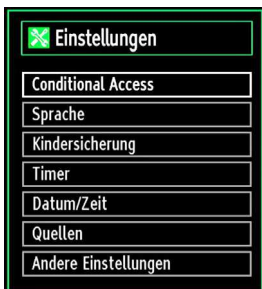 Einstellungen
Conditional Access
Sprache
Kindersicherung
Timer
Datum/Zeit
Quellen
Andere Einstellungen